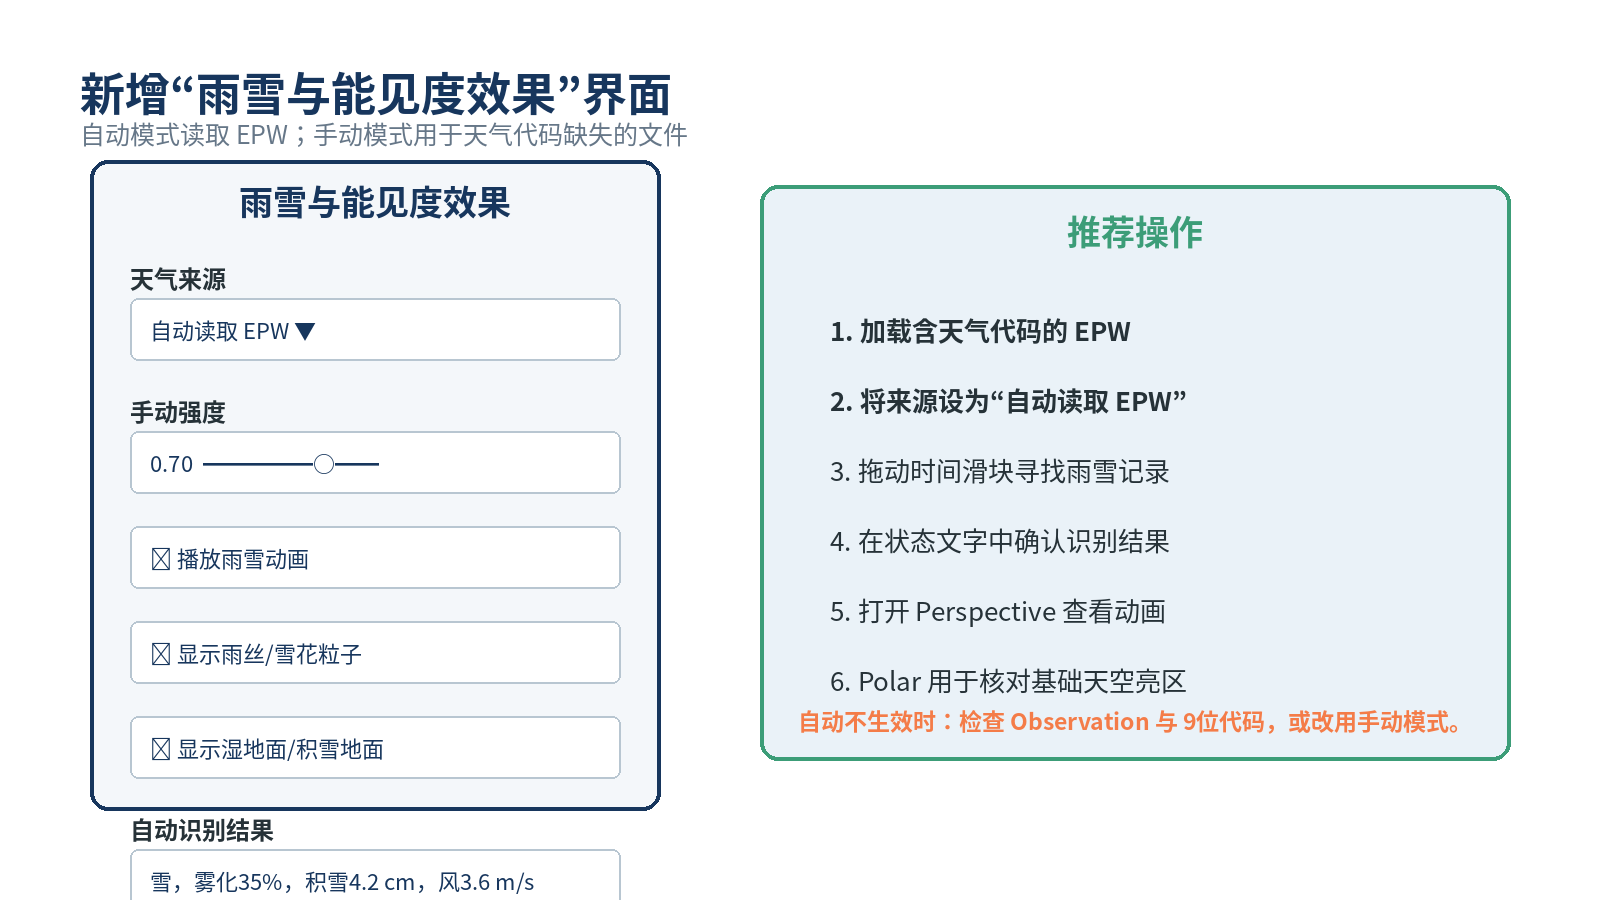 新增“雨雪与能见度效果”界面
自动模式读取 EPW；手动模式用于天气代码缺失的文件
雨雪与能见度效果
天气来源
自动读取 EPW ▼
手动强度
0.70
播放雨雪动画
显示雨丝/雪花粒子
显示湿地面/积雪地面
自动识别结果
雪，雾化35%，积雪4.2 cm，风3.6 m/s
推荐操作
1. 加载含天气代码的 EPW
2. 将来源设为“自动读取 EPW”
3. 拖动时间滑块寻找雨雪记录
4. 在状态文字中确认识别结果
5. 打开 Perspective 查看动画
6. Polar 用于核对基础天空亮区
自动不生效时：检查 Observation 与 9位代码，或改用手动模式。